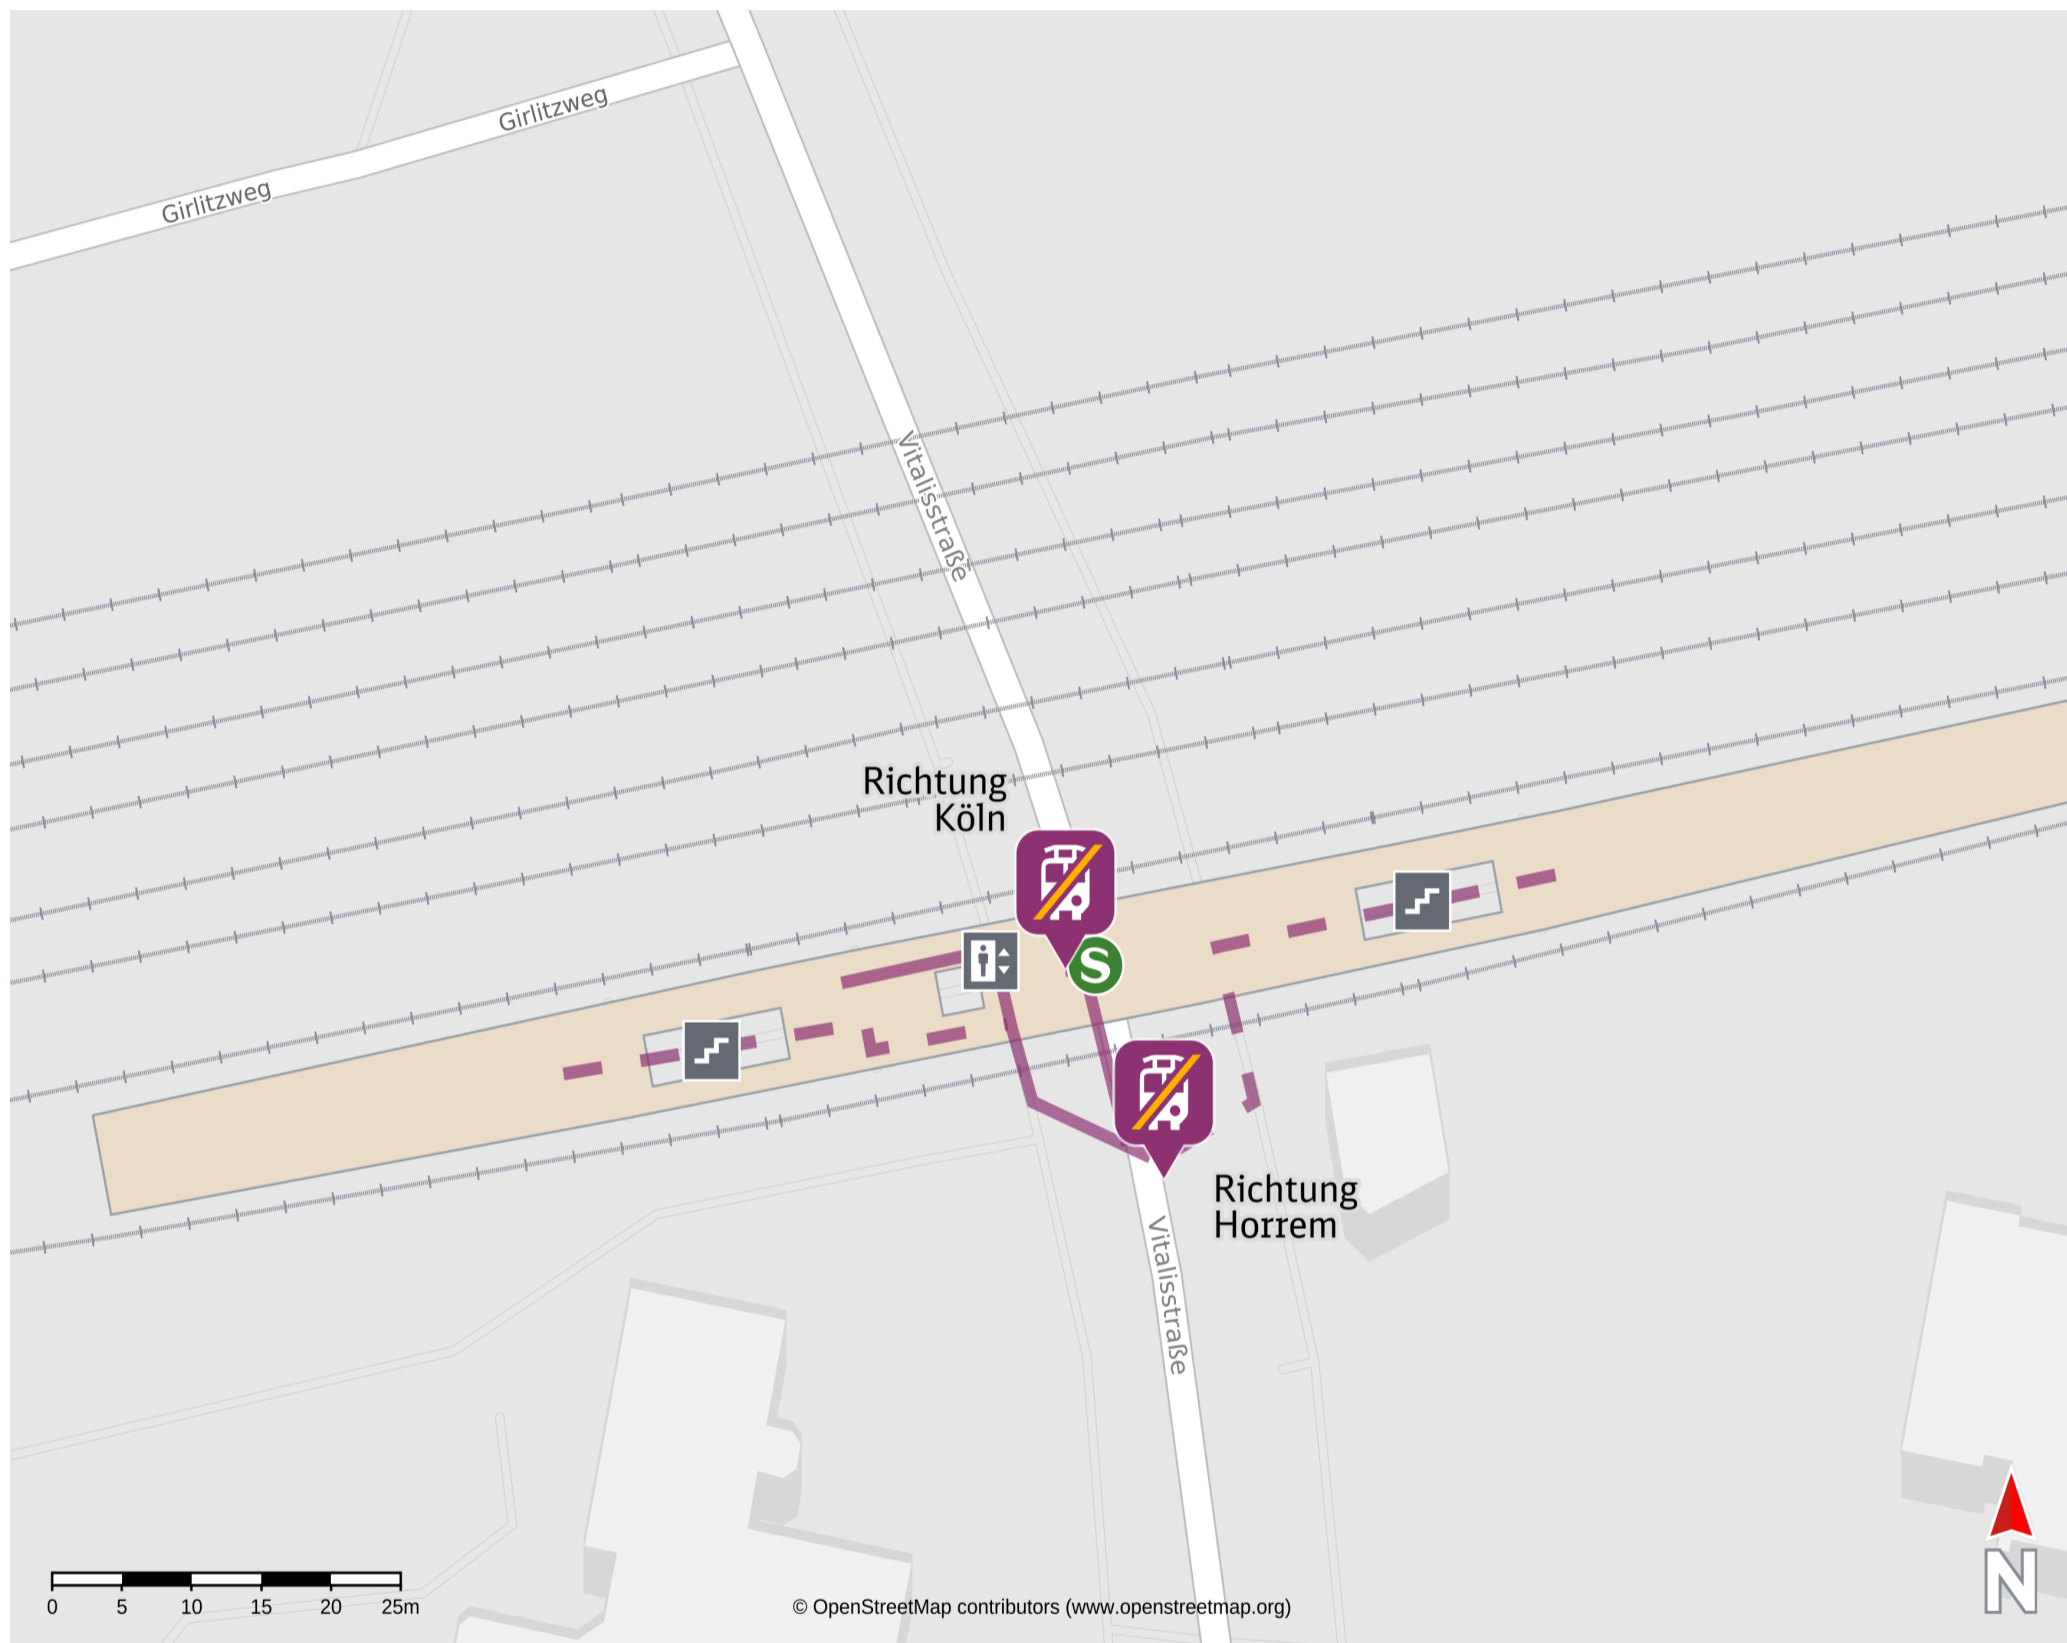 Girlitzweg
Girlitzweg
Vitalisstraße
Richtung
Köln
S
Richtung
Horrem
Vitalisstraße
N
0 5 10 15 20 25m
© OpenStreetMap contributors (www.openstreetmap.org)